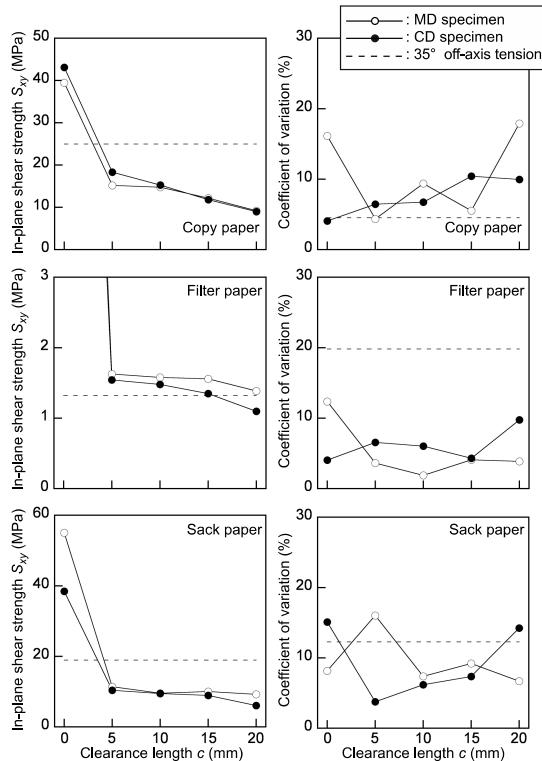 : MD specimen
: CD specimen
: 35° off-axis tension
In-plane shear strength Sxy (MPa)
50
40
30
20
10
0
Copy paper
Coefficient of variation (%)
30
20
10
0
Copy paper
In-plane shear strength Sxy (MPa)
3
2
1
0
Filter paper
Coefficient of variation (%)
30
20
10
0
Filter paper
In-plane shear strength Sxy (MPa)
60
40
20
0
Sack paper
0 5 10 15 20
Clearance length c (mm)
Coefficient of variation (%)
30
20
10
0
Sack paper
0 5 10 15 20
Clearance length c (mm)